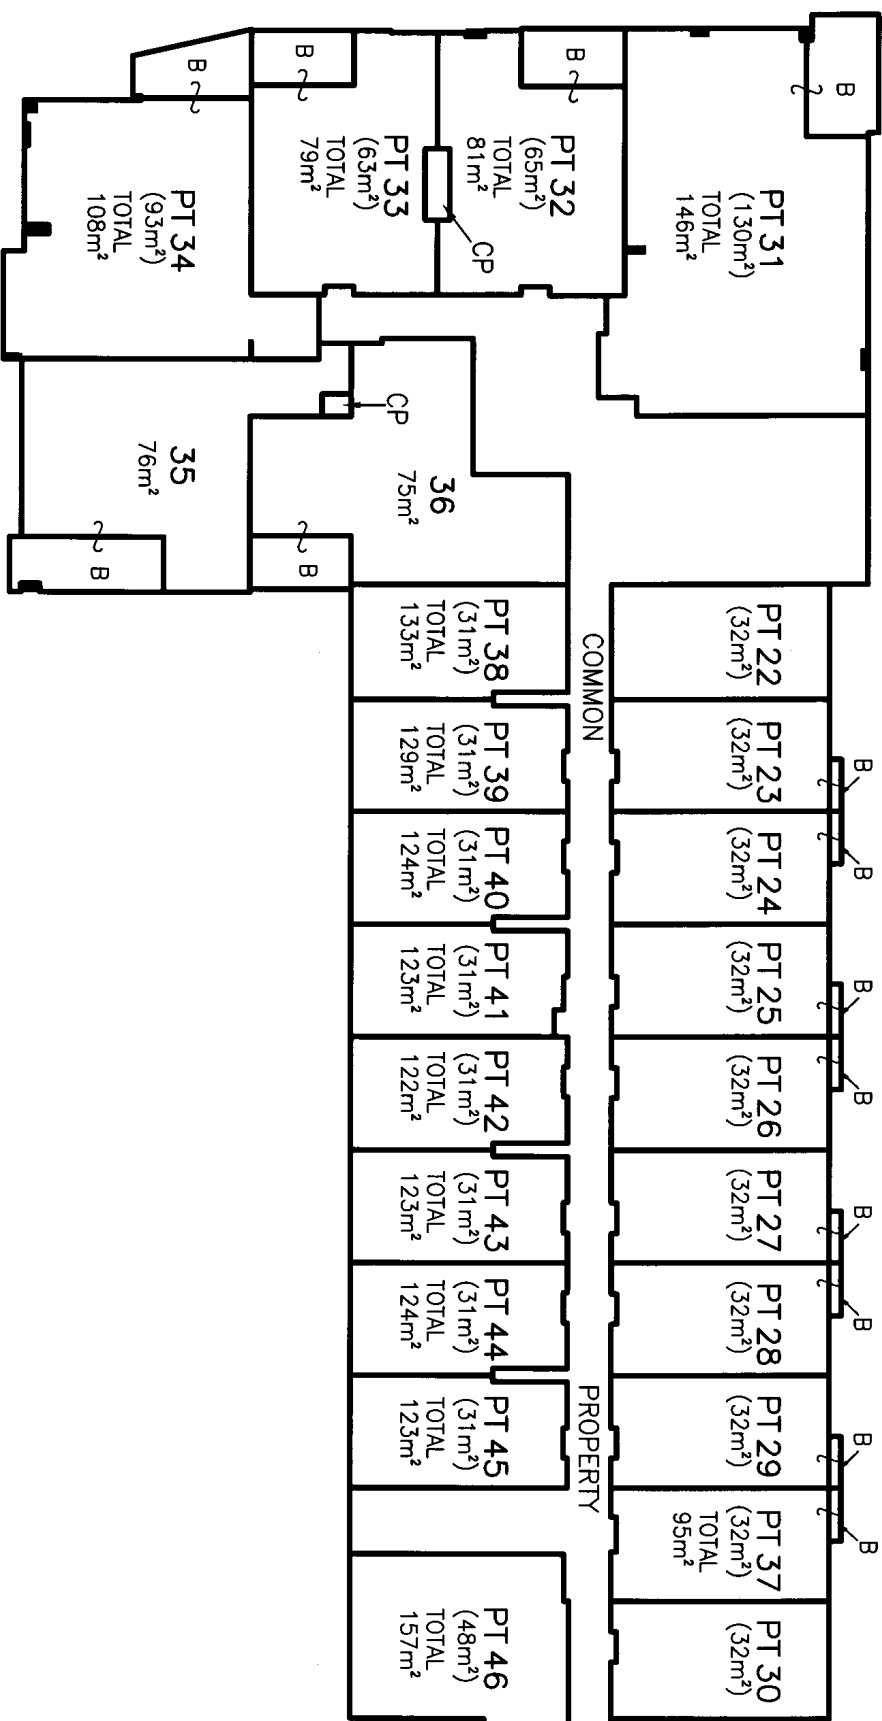 B
PT 31
(130m²)
TOTAL
146m²
B
PT 32
(65m²)
TOTAL
81m²
CP
B
PT 33
(63m²)
TOTAL
79m²
B
PT 34
(93m²)
TOTAL
108m²
CP
36
75m²
B
35
76m²
B
PT 22
(32m²)
B
PT 23
(32m²)
B
PT 24
(32m²)
B
PT 25
(32m²)
B
PT 26
(32m²)
B
PT 27
(32m²)
B
PT 28
(32m²)
B
PT 29
(32m²)
B
PT 37
(32m²)
TOTAL
95m²
PT 30
(32m²)
COMMON
PROPERTY
PT 38
(31m²)
TOTAL
133m²
PT 39
(31m²)
TOTAL
129m²
PT 40
(31m²)
TOTAL
124m²
PT 41
(31m²)
TOTAL
123m²
PT 42
(31m²)
TOTAL
122m²
PT 43
(31m²)
TOTAL
123m²
PT 44
(31m²)
TOTAL
124m²
PT 45
(31m²)
TOTAL
123m²
PT 46
(48m²)
TOTAL
157m²